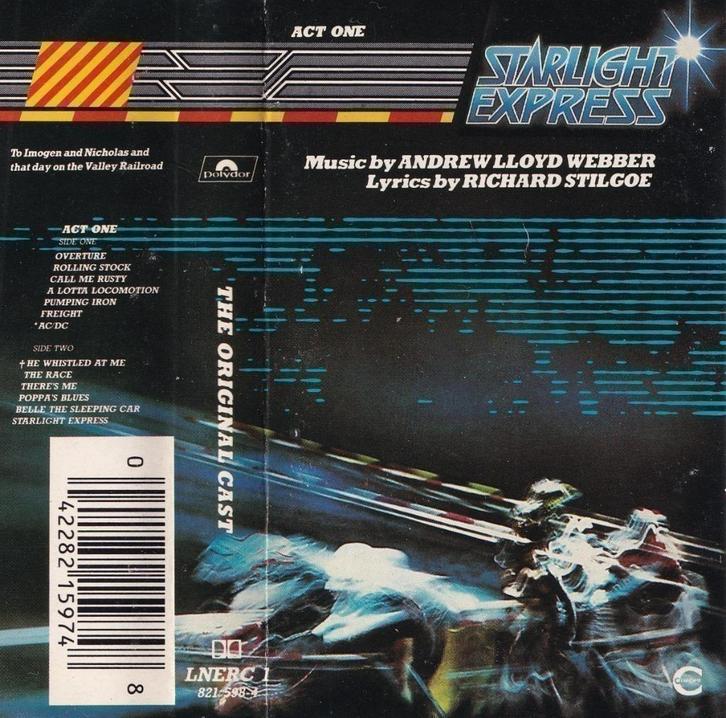 ACT ONE
STARLIGHT
EXPRESS
To Imogen and Nicholas and
that day on the Valley Railroad
polydor
Music by ANDREW LLOYD WEBBER
Lyrics by RICHARD STILGOE
ACT ONE
SIDE ONE
OVERTURE
ROLLING STOCK
CALL ME RUSTY
A LOTTA LOCOMOTION
PUMPING IRON
FREIGHT
*AC/DC
SIDE TWO
†HE WHISTLED AT ME
THE RACE
THERE'S ME
POPPA'S BLUES
BELLE THE SLEEPING CAR
STARLIGHT EXPRESS
THE ORIGINAL CAST
0 42282 15974 8
LNERC 1
821-598-4